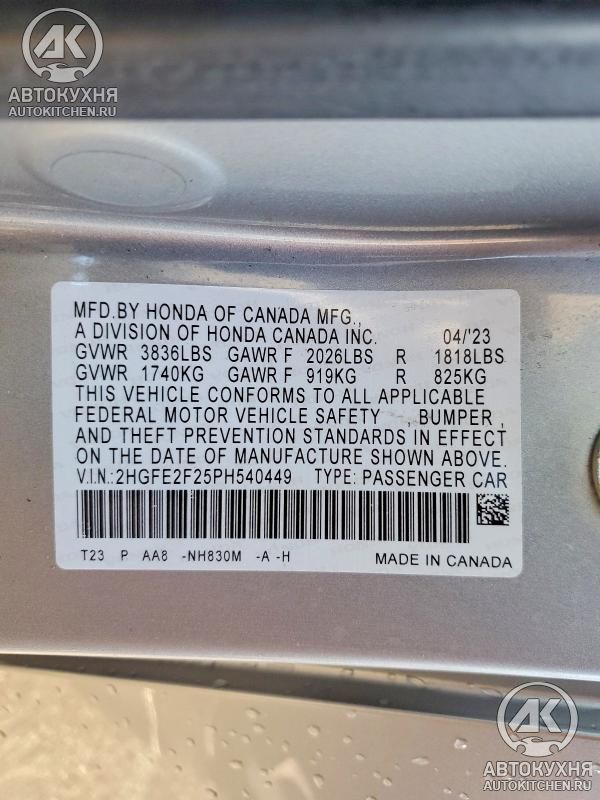 AK
АВТОКУХНЯ
AUTOKITCHEN.RU
MFD.BY HONDA OF CANADA MFG.,
A DIVISION OF HONDA CANADA INC. 04/'23
GVWR 3836LBS GAWR F 2026LBS R 1818LBS
GVWR 1740KG GAWR F 919KG R 825KG
THIS VEHICLE CONFORMS TO ALL APPLICABLE
FEDERAL MOTOR VEHICLE SAFETY , BUMPER ,
AND THEFT PREVENTION STANDARDS IN EFFECT
ON THE DATE OF MANUFACTURE SHOWN ABOVE.
V.I.N.: 2HGFE2F25PH540449 TYPE: PASSENGER CAR
T23 P AA8 -NH830M -A -H MADE IN CANADA
AK
АВТОКУХНЯ
AUTOKITCHEN.RU